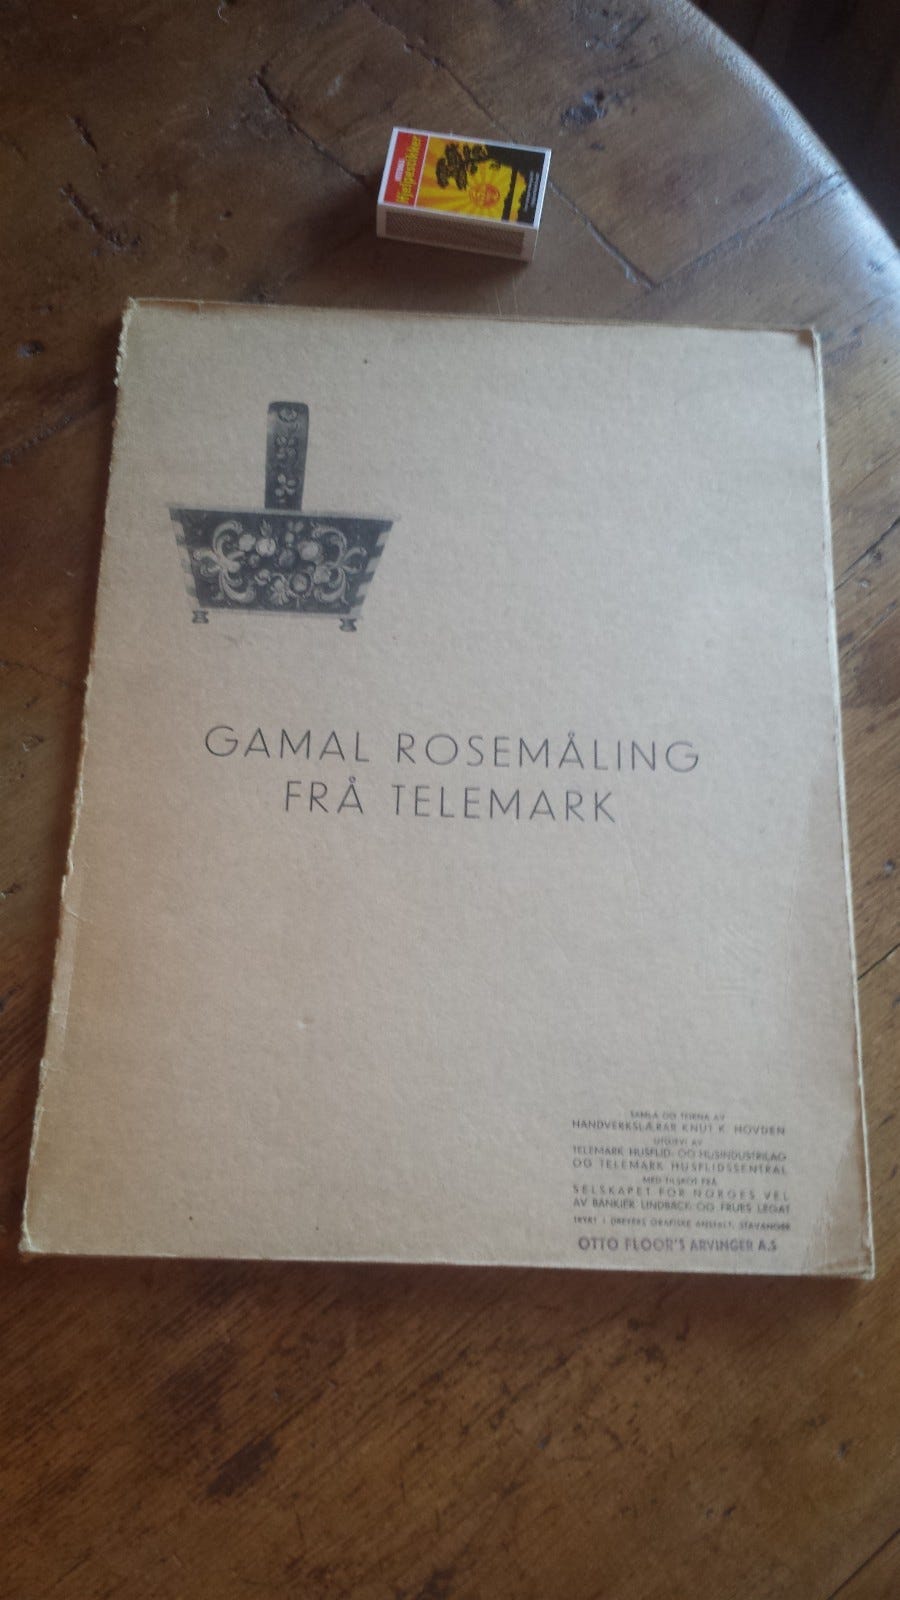 Hjelpestikker
GAMAL ROSEMÅLING
FRÅ TELEMARK
SAMLA OG TEIKNA AV
HANDVERKSLÆRAR KNUT K. HOVDEN
UTGJEVI AV
TELEMARK HUSFLID- OG HUSINDUSTRILAG
OG TELEMARK HUSFLIDSSENTRAL
MED TILSKOT FRÅ
SELSKAPET FOR NORGES VEL
AV BANKIER LINDBÄCK OG FRUES LEGAT
TRYKT I DREYERS GRAFISKE ANSTALT, STAVANGER
OTTO FLOOR'S ARVINGER A.S